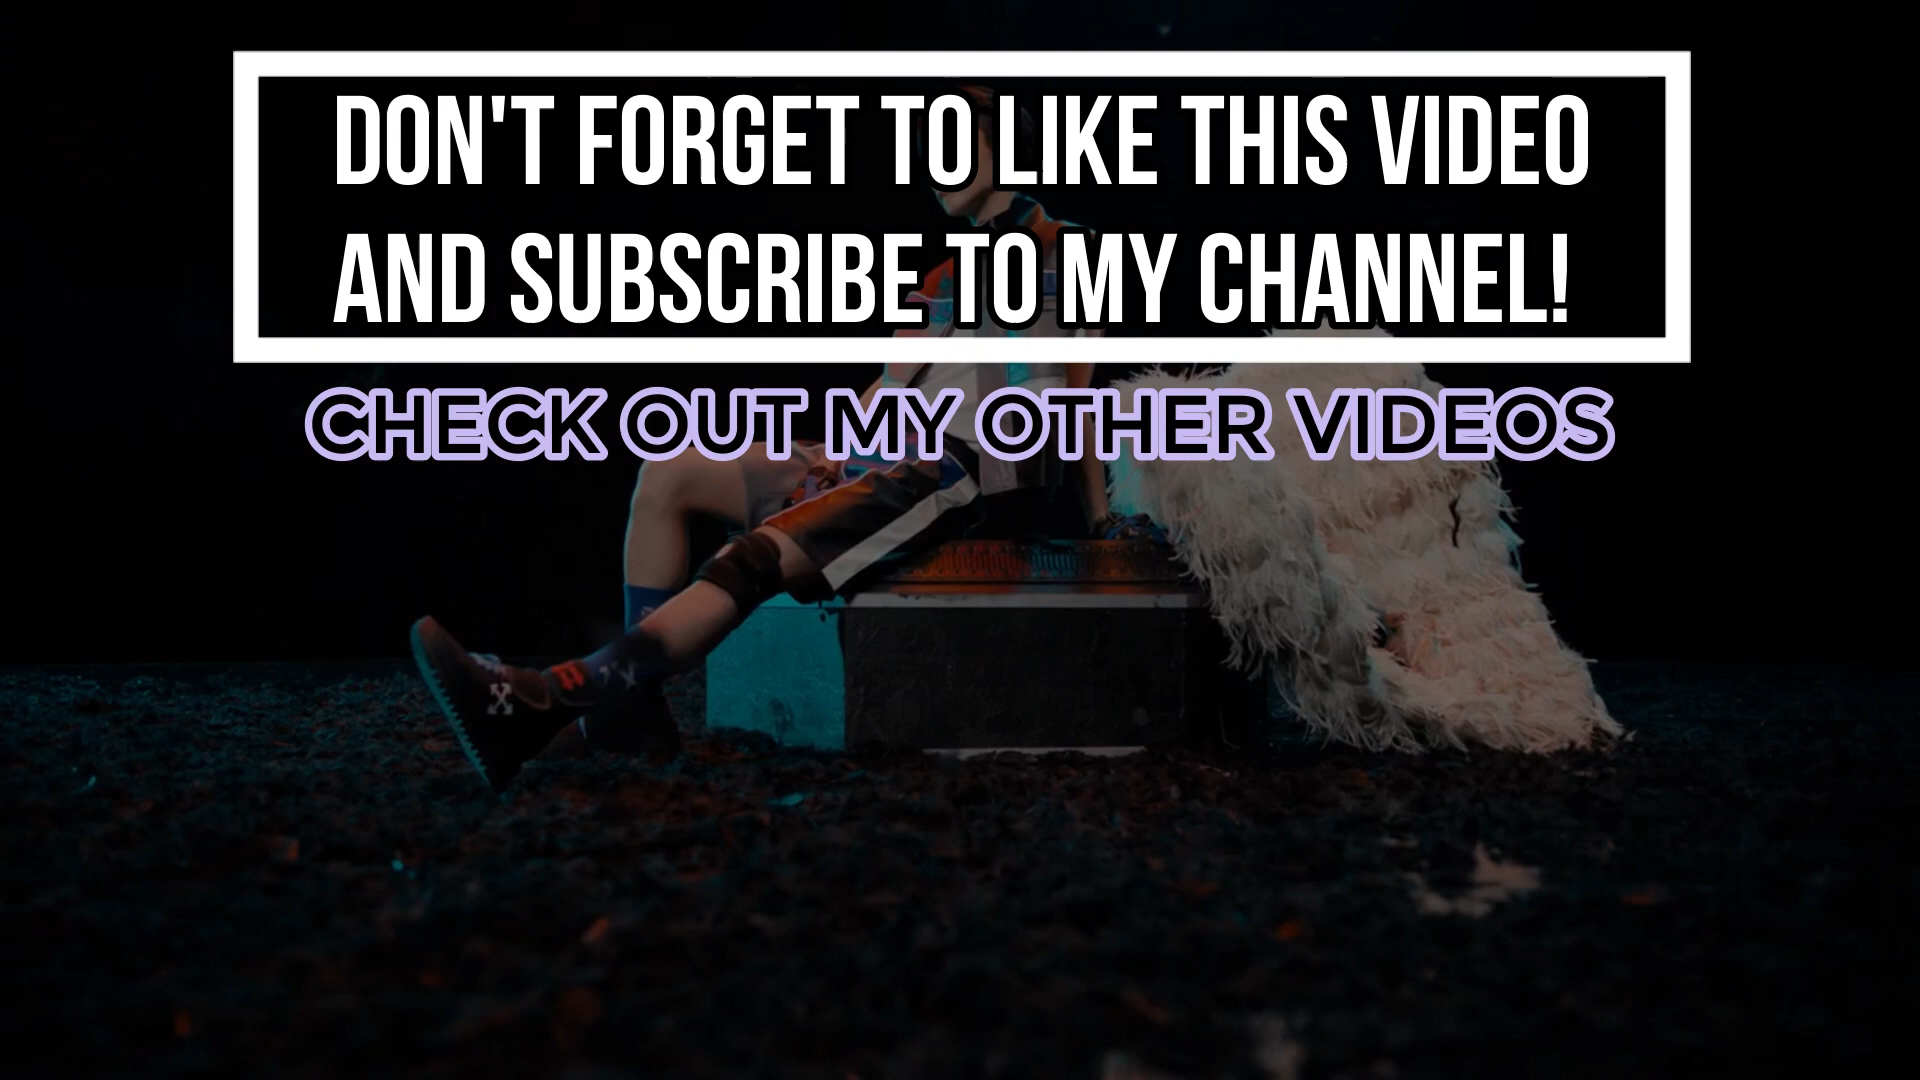 DON'T FORGET TO LIKE THIS VIDEO
AND SUBSCRIBE TO MY CHANNEL!
CHECK OUT MY OTHER VIDEOS